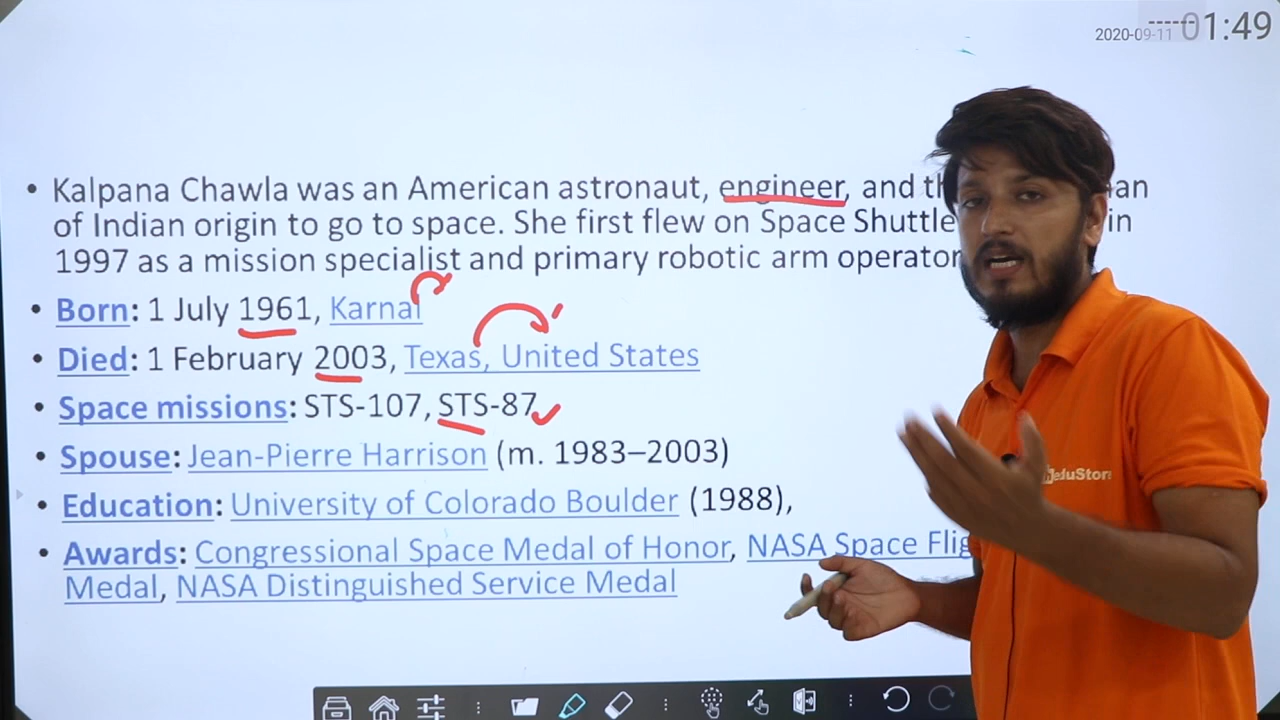 2020-09-11 01:49
• Kalpana Chawla was an American astronaut, engineer, and
of Indian origin to go to space. She first flew on Space Shuttle in
1997 as a mission specialist and primary robotic arm operator
• Born: 1 July 1961, Karnal
• Died: 1 February 2003, Texas, United States
• Space missions: STS-107, STS-87
• Spouse: Jean-Pierre Harrison (m. 1983–2003)
• Education: University of Colorado Boulder (1988),
• Awards: Congressional Space Medal of Honor, NASA Space
Medal, NASA Distinguished Service Medal